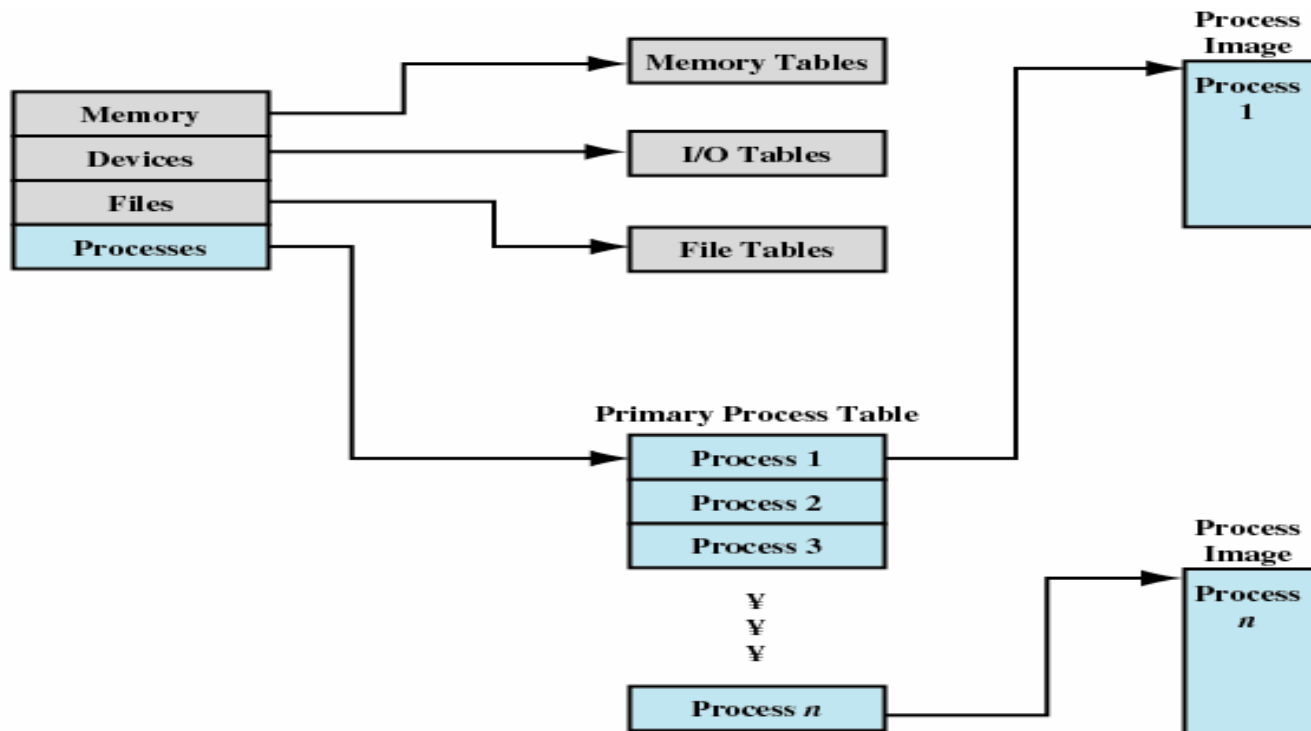 Memory
Devices
Files
Processes
Memory Tables
I/O Tables
File Tables
Primary Process Table
Process 1
Process 2
Process 3
¥
¥
¥
Process n
Process
Image
Process
1
Process
Image
Process
n